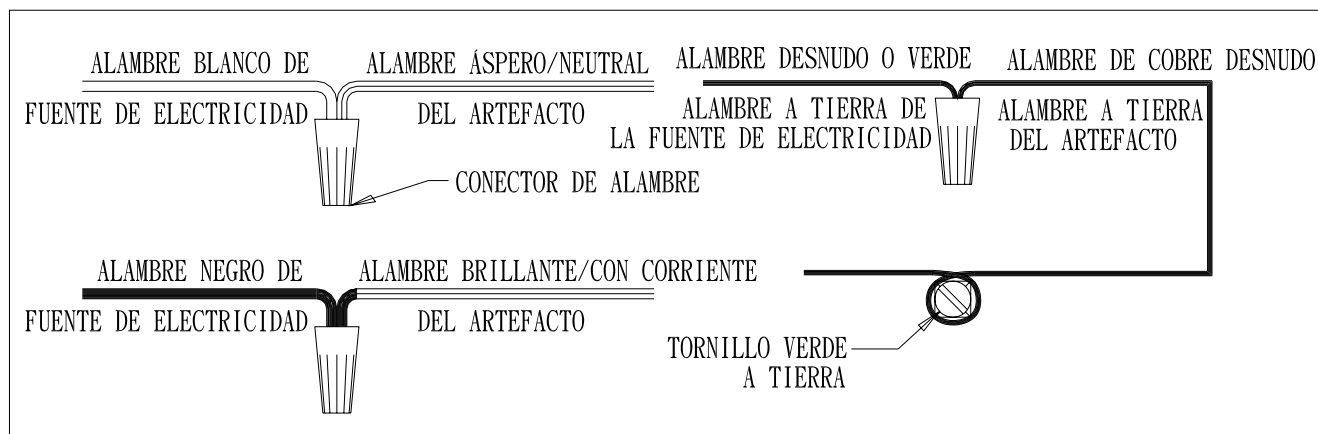 ALAMBRE BLANCO DE
FUENTE DE ELECTRICIDAD
ALAMBRE ÁSPERO/NEUTRAL
DEL ARTEFACTO
CONECTOR DE ALAMBRE
ALAMBRE NEGRO DE
FUENTE DE ELECTRICIDAD
ALAMBRE BRILLANTE/CON CORRIENTE
DEL ARTEFACTO
ALAMBRE DESNUDO O VERDE
ALAMBRE A TIERRA DE
LA FUENTE DE ELECTRICIDAD
ALAMBRE DE COBRE DESNUDO
ALAMBRE A TIERRA
DEL ARTEFACTO
TORNILLO VERDE
A TIERRA